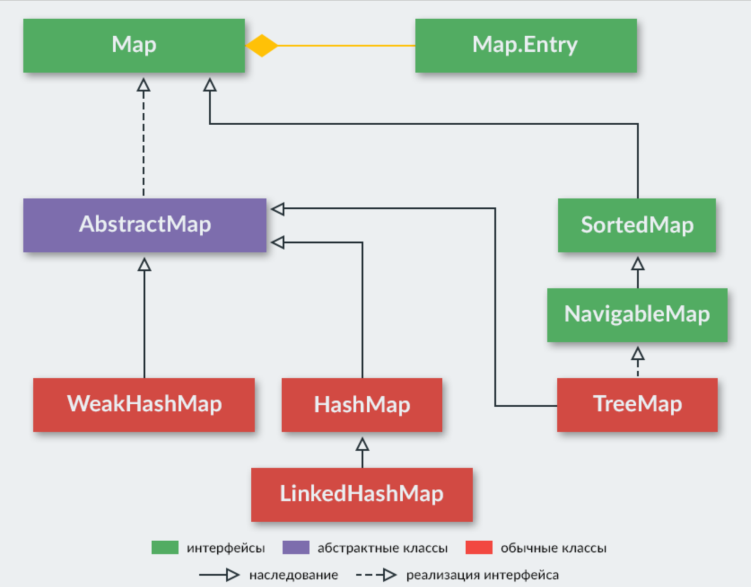 Map
Map.Entry
AbstractMap
SortedMap
NavigableMap
WeakHashMap
HashMap
TreeMap
LinkedHashMap
интерфейсы
абстрактные классы
обычные классы
наследование
реализация интерфейса